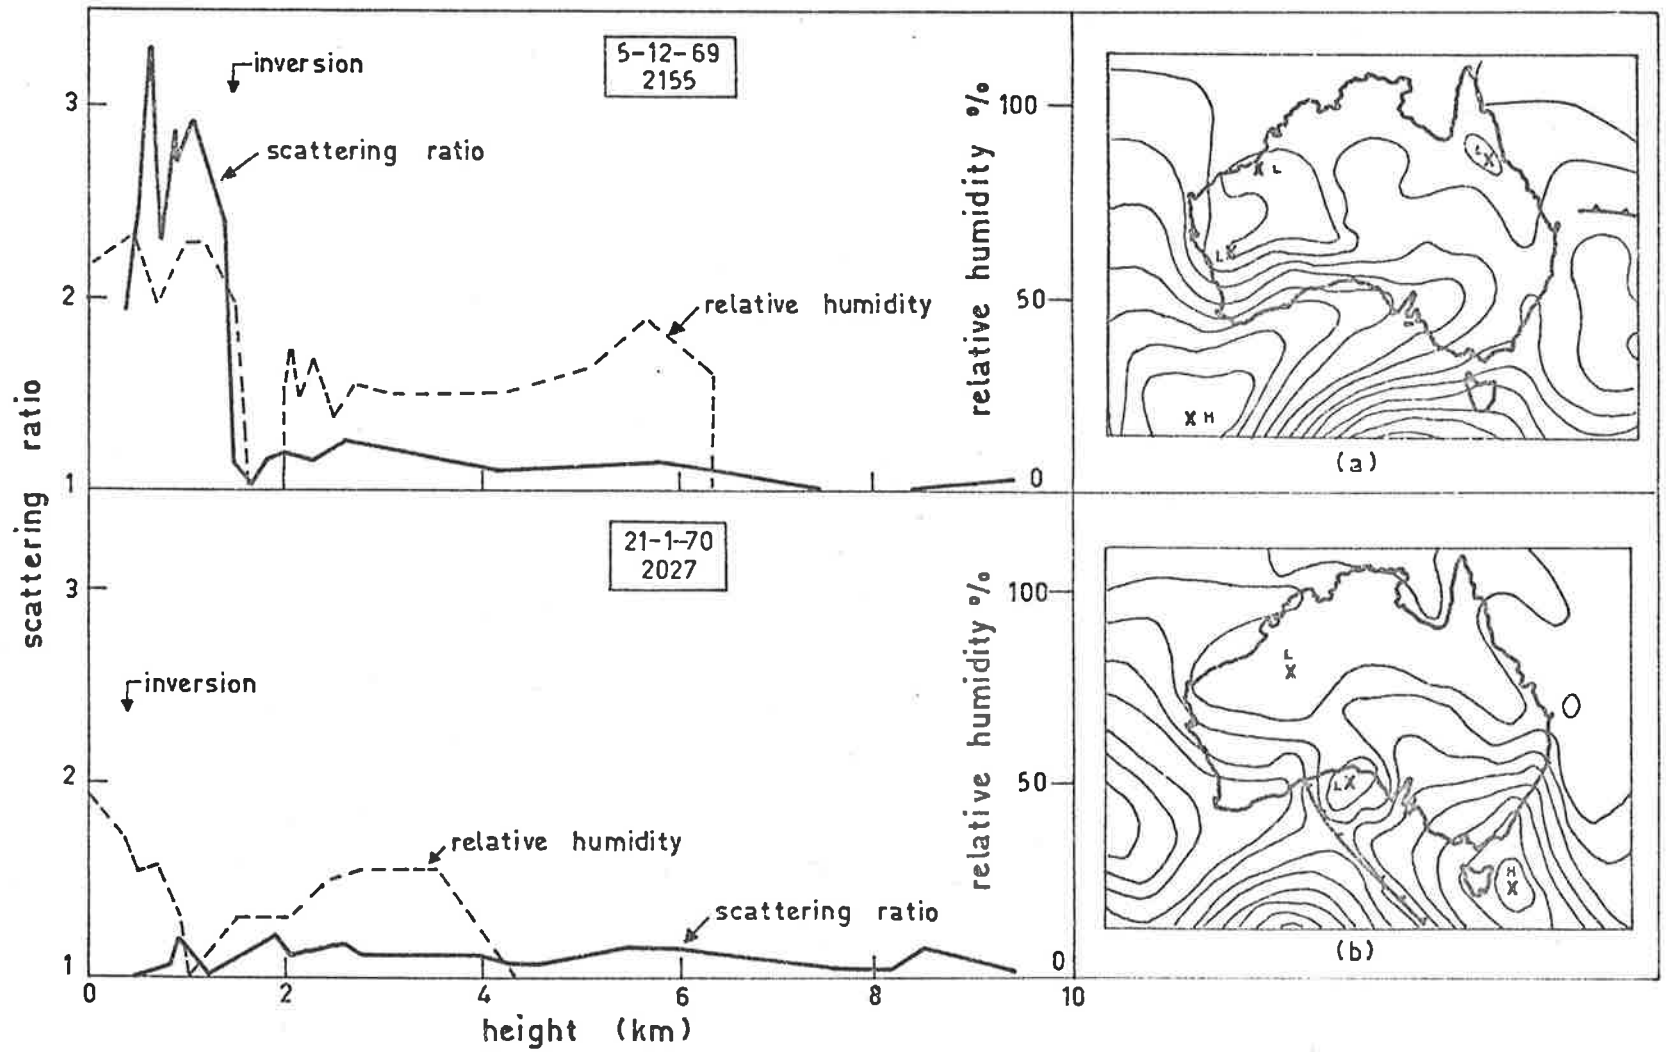 5-12-69
2155
inversion
scattering ratio
relative humidity
3
2
1
100
50
0
relative humidity %
L
X L
L X
X H
(a)
scattering ratio
21-1-70
2027
inversion
relative humidity
scattering ratio
3
2
1
100
50
0
relative humidity %
L
X
L X
H
X
(b)
0 2 4 6 8 10
height (km)